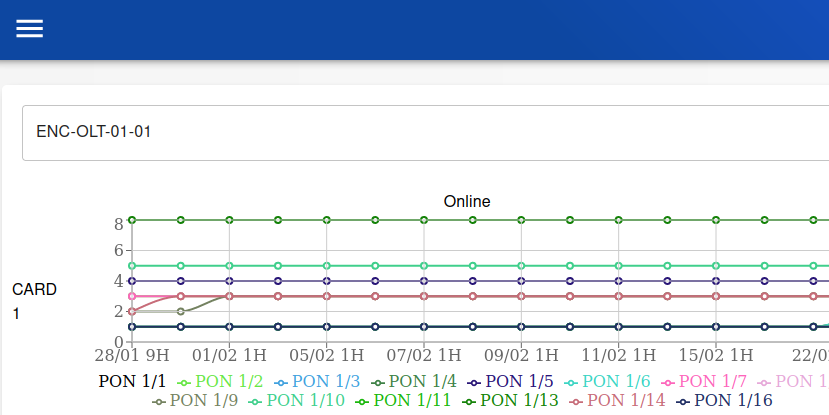 ENC-OLT-01-01
Online
8
6
4
2
0
CARD
1
28/01 9H 01/02 1H 05/02 1H 07/02 1H 09/02 1H 11/02 1H 15/02 1H 22/0
PON 1/1 PON 1/2 PON 1/3 PON 1/4 PON 1/5 PON 1/6 PON 1/7 PON 1
PON 1/9 PON 1/10 PON 1/11 PON 1/13 PON 1/14 PON 1/16